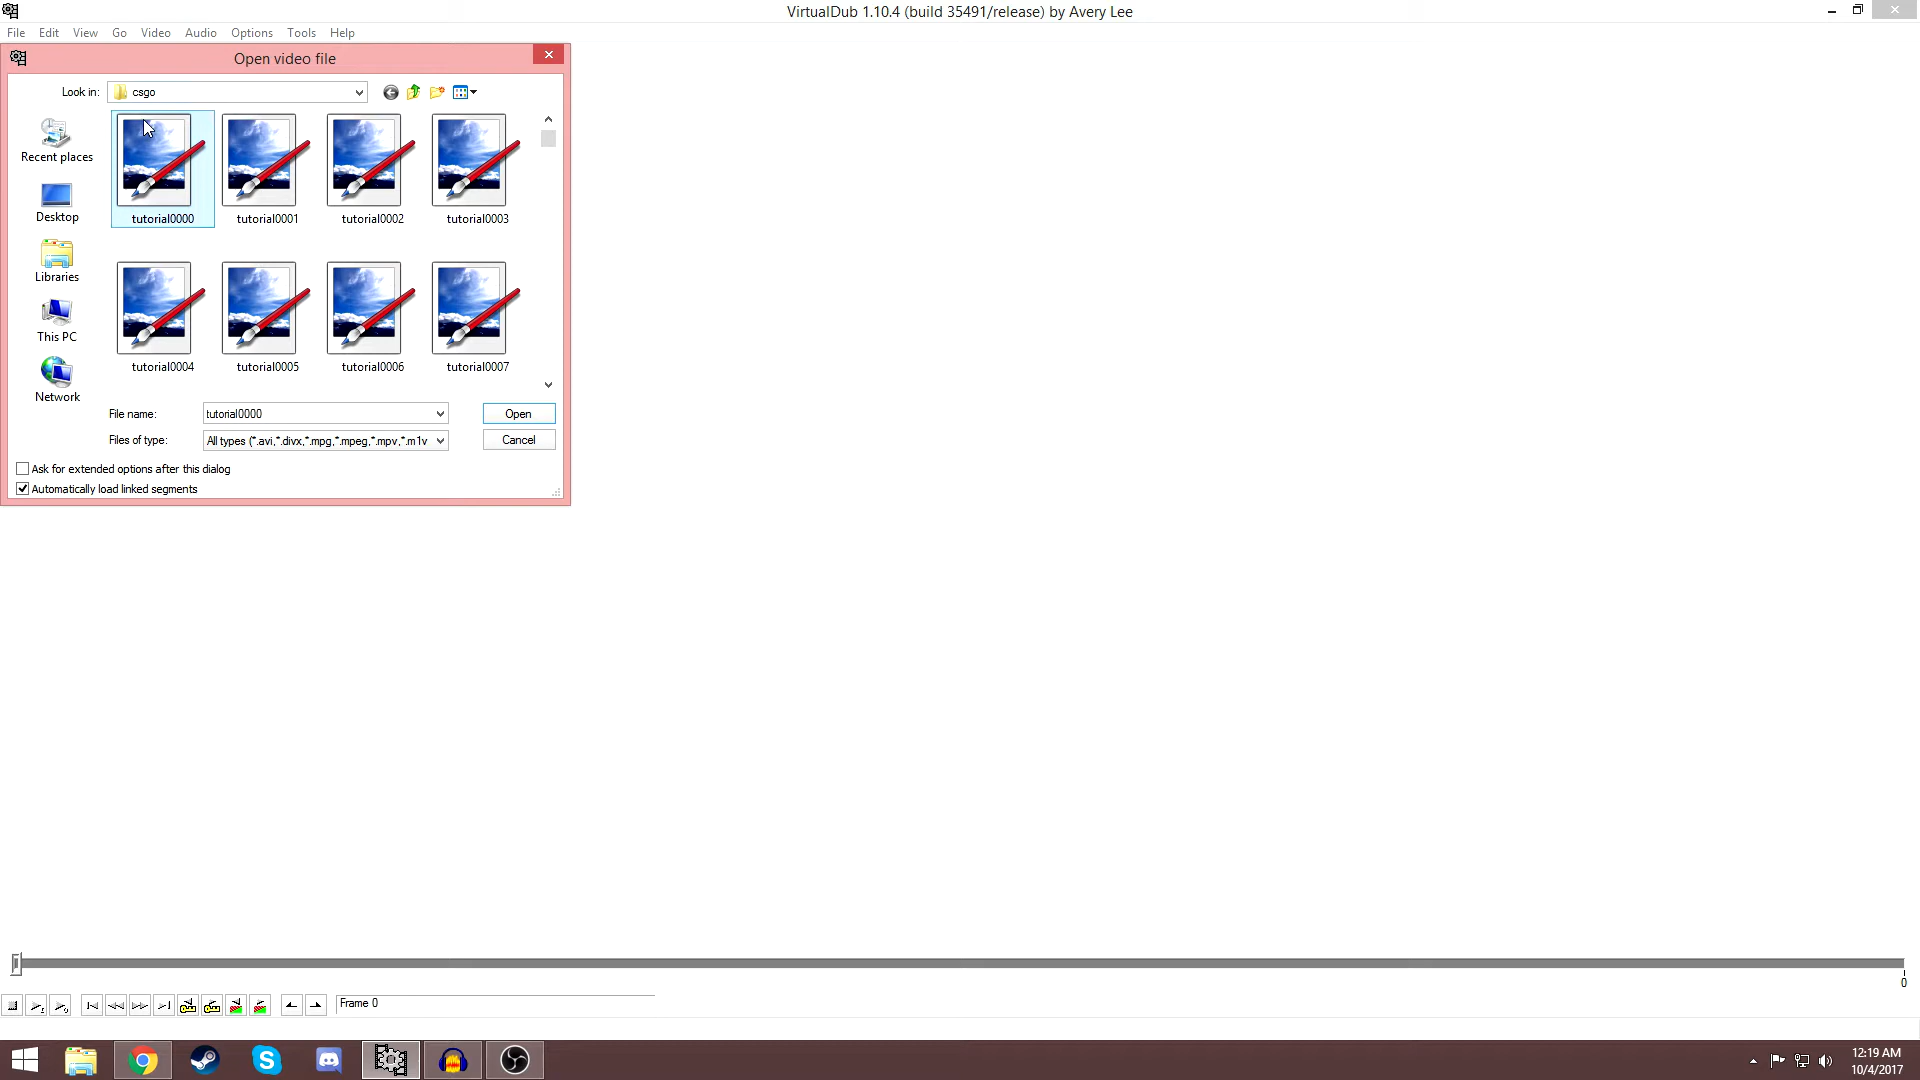 VirtualDub 1.10.4 (build 35491/release) by Avery Lee
File Edit View Go Video Audio Options Tools Help
Open video file
Look in: csgo
Recent places
Desktop
Libraries
This PC
Network
tutorial0000 tutorial0001 tutorial0002 tutorial0003
tutorial0004 tutorial0005 tutorial0006 tutorial0007
File name: tutorial0000 Open
Files of type: All types (*.avi,*.divx,*.mpg,*.mpeg,*.mpv,*.m1v Cancel
Ask for extended options after this dialog
Automatically load linked segments
0
Frame 0
12:19 AM
10/4/2017